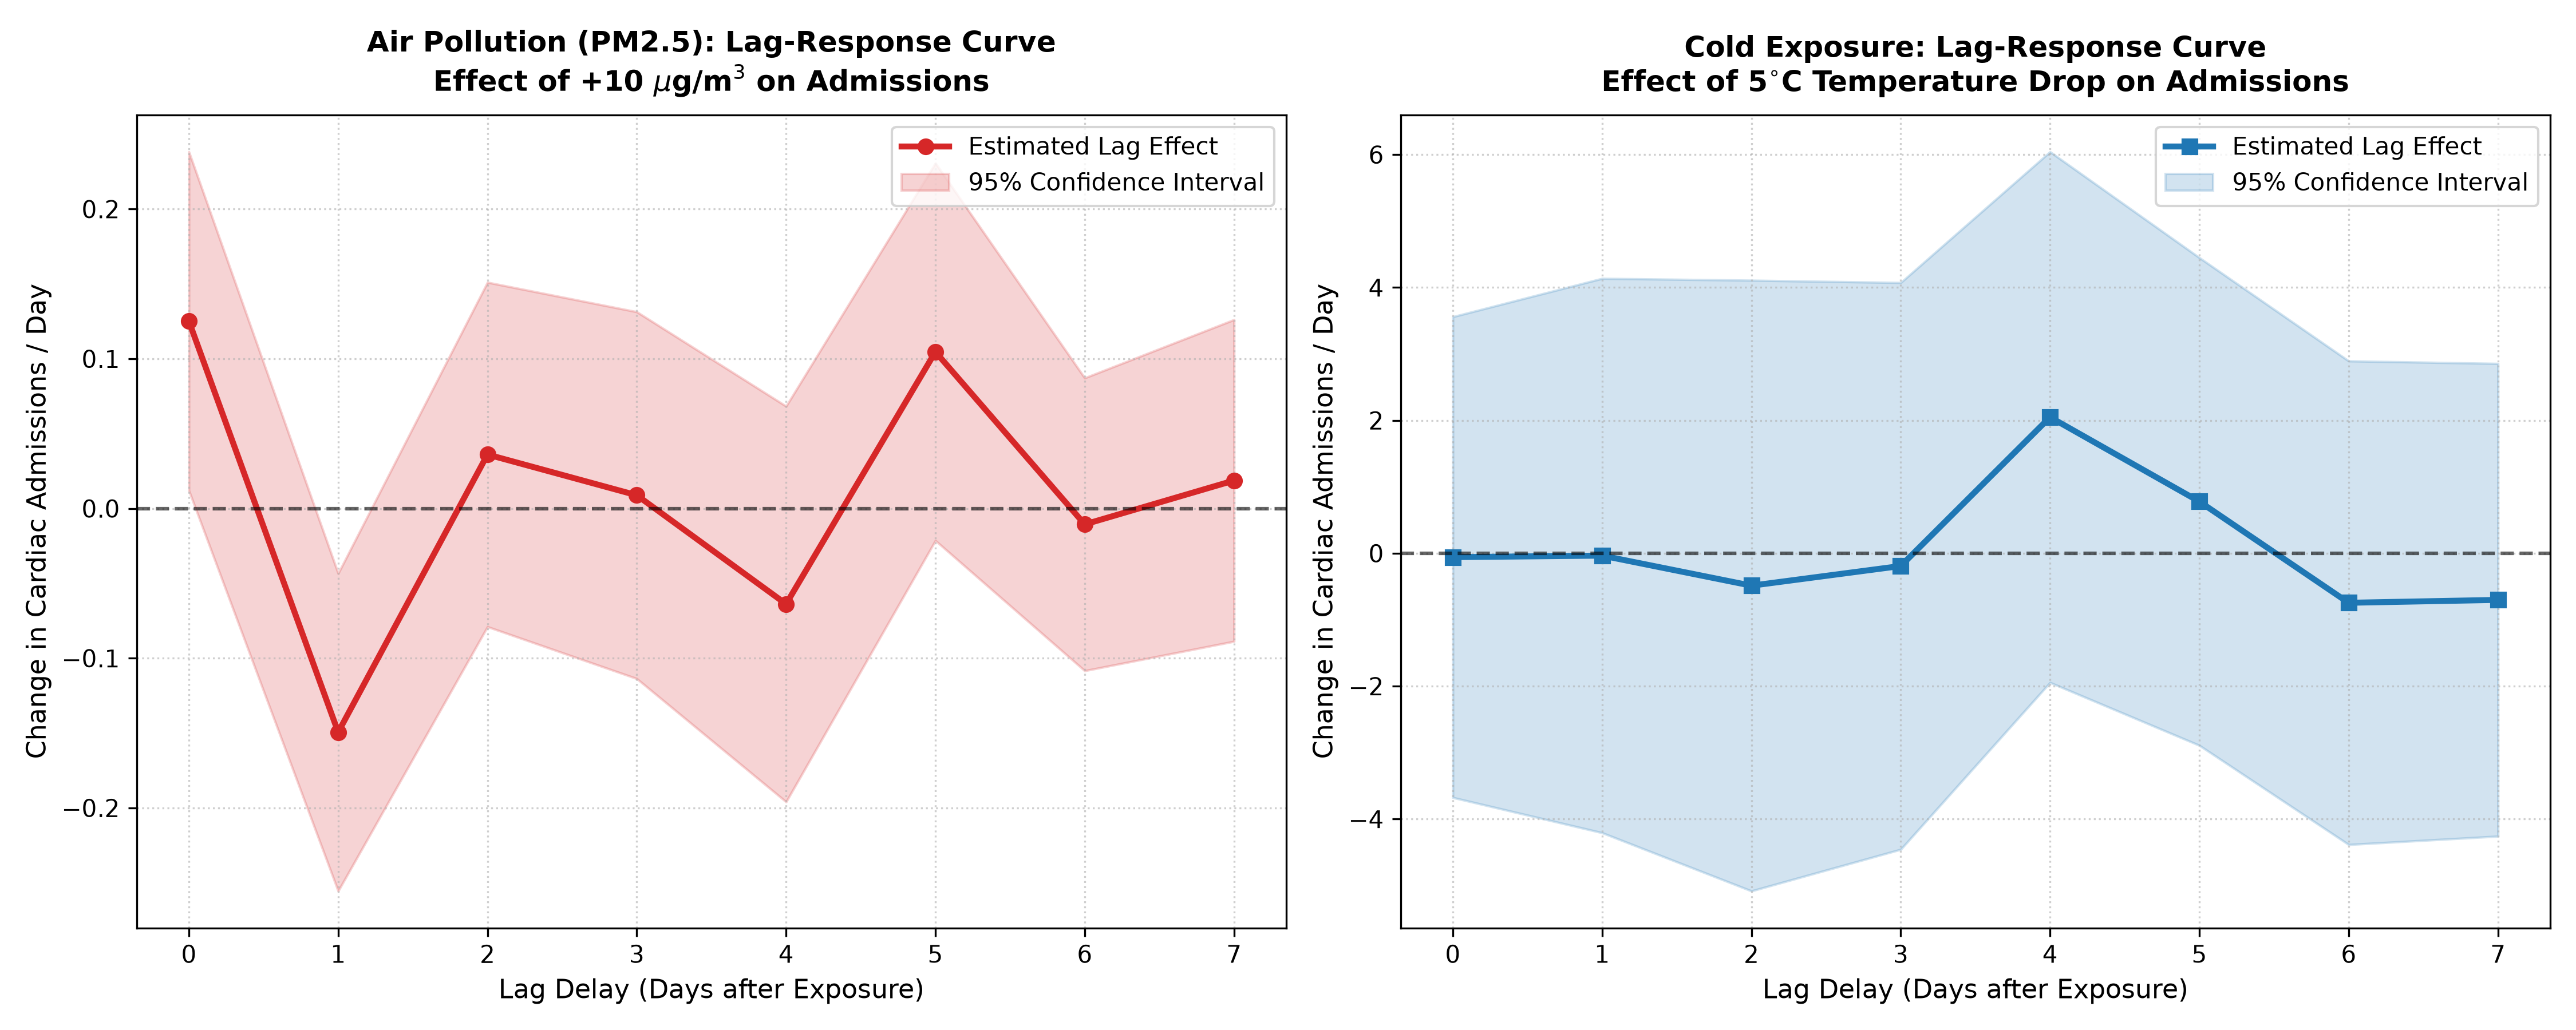 Air Pollution (PM2.5): Lag-Response Curve
Effect of +10 μg/m³ on Admissions
Change in Cardiac Admissions / Day
0.2
0.1
0.0
−0.1
−0.2
Estimated Lag Effect
95% Confidence Interval
0 1 2 3 4 5 6 7
Lag Delay (Days after Exposure)
Cold Exposure: Lag-Response Curve
Effect of 5°C Temperature Drop on Admissions
Change in Cardiac Admissions / Day
6
4
2
0
−2
−4
Estimated Lag Effect
95% Confidence Interval
0 1 2 3 4 5 6 7
Lag Delay (Days after Exposure)